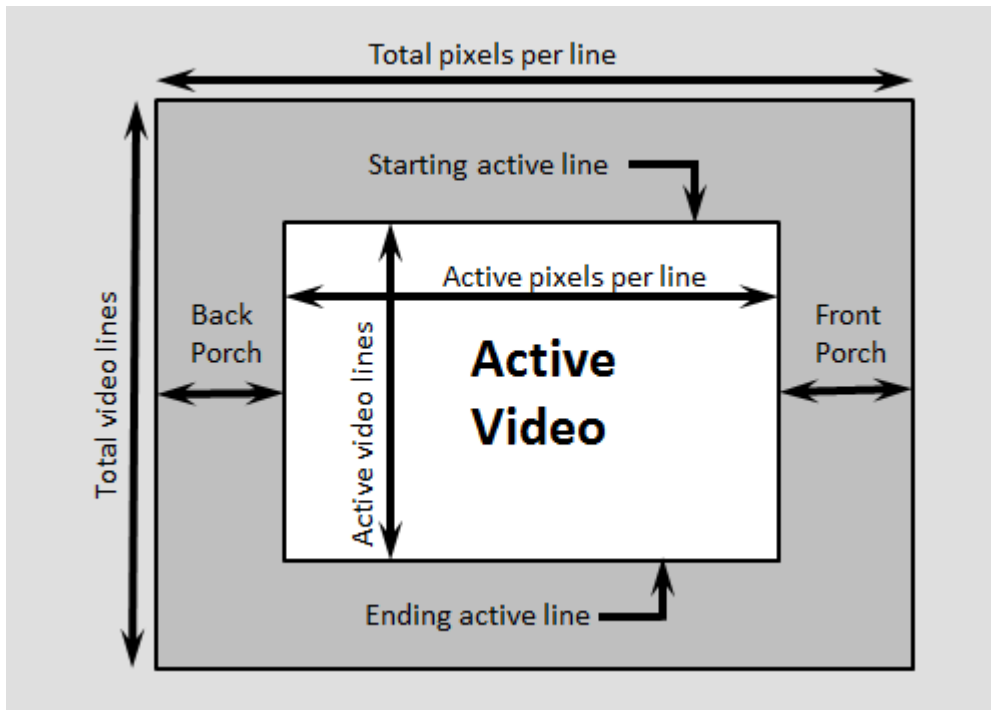 Total pixels per line
Starting active line
Active pixels per line
Back
Porch
Front
Porch
Total video lines
Active video lines
Active
Video
Ending active line